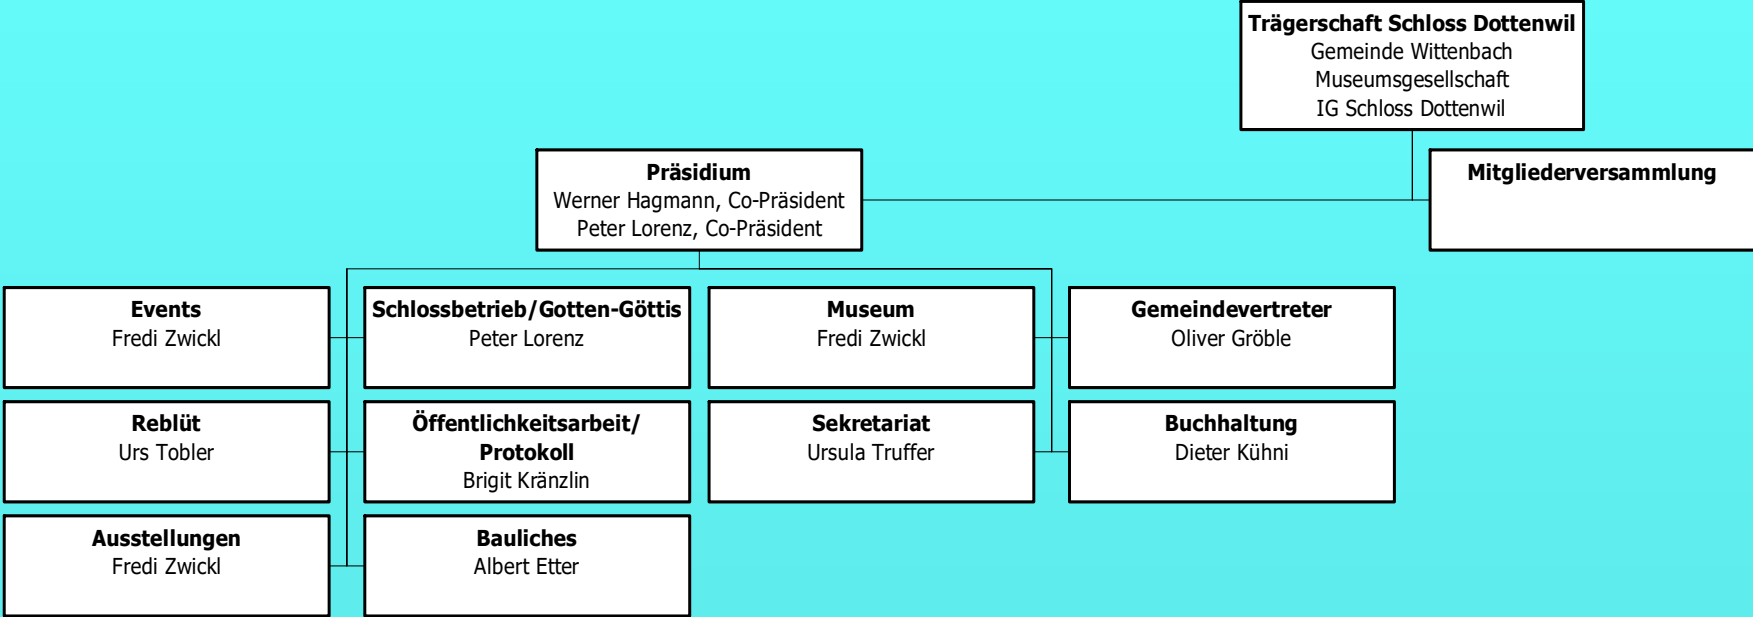 Trägerschaft Schloss Dottenwil
Gemeinde Wittenbach
Museumsgesellschaft
IG Schloss Dottenwil
Präsidium
Werner Hagmann, Co-Präsident
Peter Lorenz, Co-Präsident
Mitgliederversammlung
Events
Fredi Zwickl
Schlossbetrieb/Gotten-Göttis
Peter Lorenz
Museum
Fredi Zwickl
Gemeindevertreter
Oliver Gröble
Reblüt
Urs Tobler
Öffentlichkeitsarbeit/
Protokoll
Brigit Kränzlin
Sekretariat
Ursula Truffer
Buchhaltung
Dieter Kühni
Ausstellungen
Fredi Zwickl
Bauliches
Albert Etter